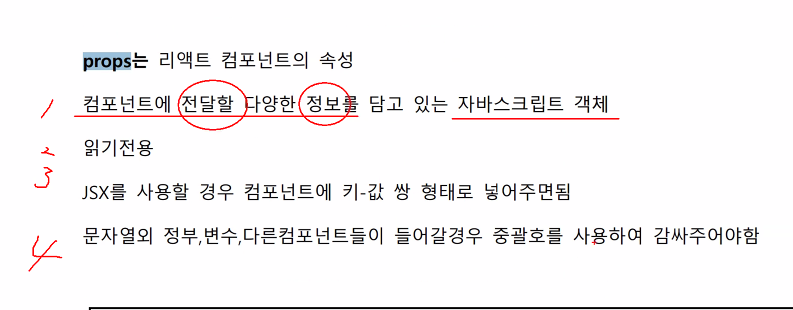 props는 리액트 컴포넌트의 속성
1 컴포넌트에 전달할 다양한 정보를 담고 있는 자바스크립트 객체
2 읽기전용
3 JSX를 사용할 경우 컴포넌트에 키-값 쌍 형태로 넣어주면됨
4 문자열외 정부,변수,다른컴포넌트들이 들어갈경우 중괄호를 사용하여 감싸주어야함